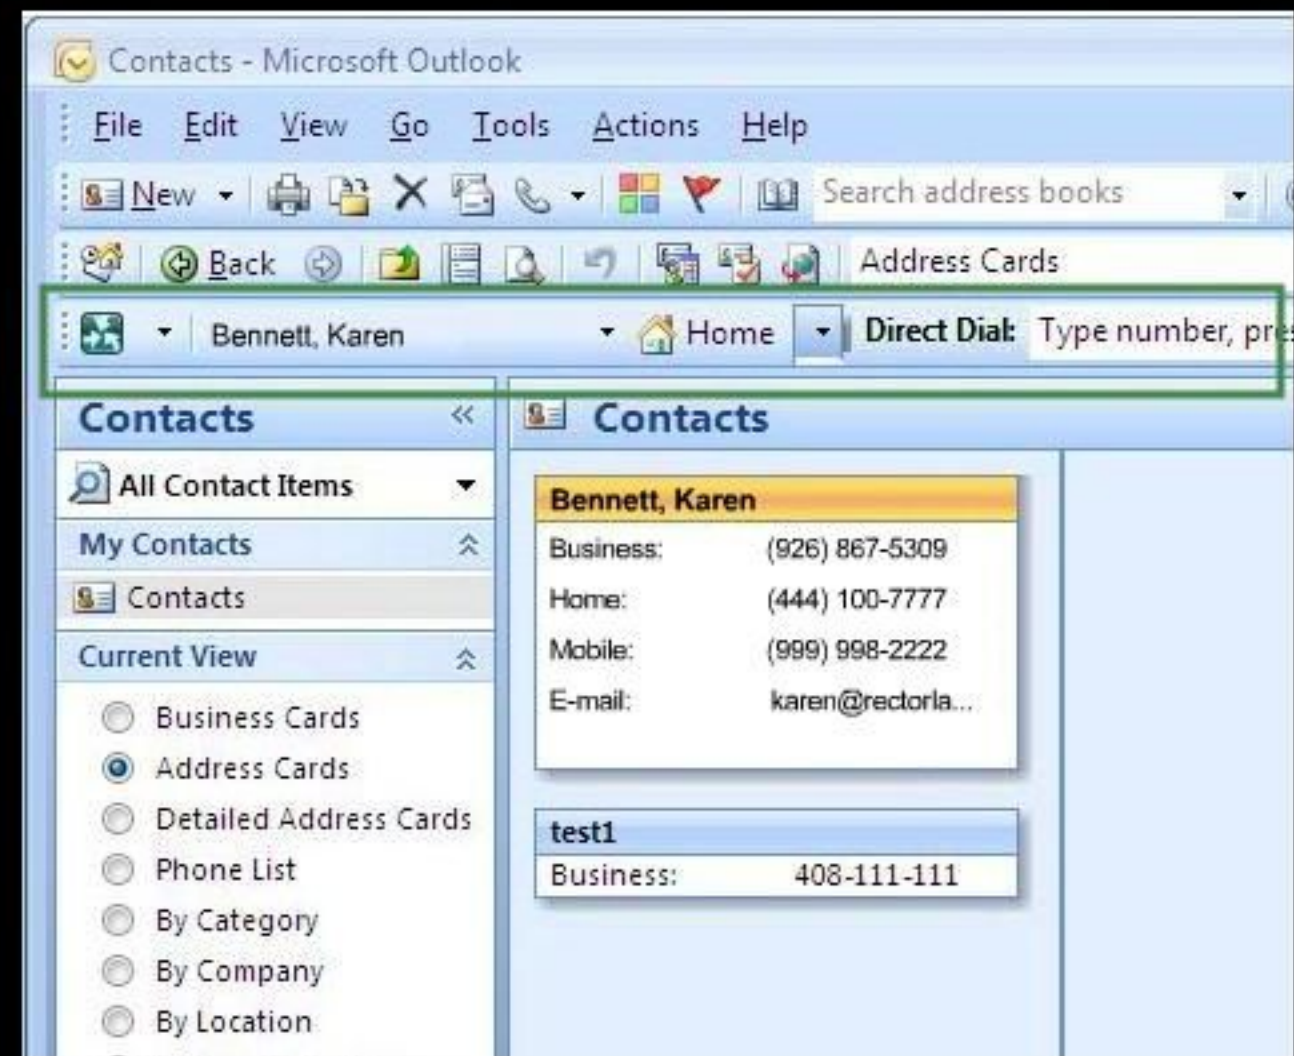 Contacts - Microsoft Outlook
File Edit View Go Tools Actions Help
New Search address books
Back Address Cards
Bennett, Karen Home Direct Dial: Type number,
Contacts
All Contact Items
My Contacts
Contacts
Current View
Business Cards
Address Cards
Detailed Address Cards
Phone List
By Category
By Company
By Location
Contacts
Bennett, Karen
Business: (926) 867-5309
Home: (444) 100-7777
Mobile: (999) 998-2222
E-mail: karen@rectorla...
test1
Business: 408-111-111